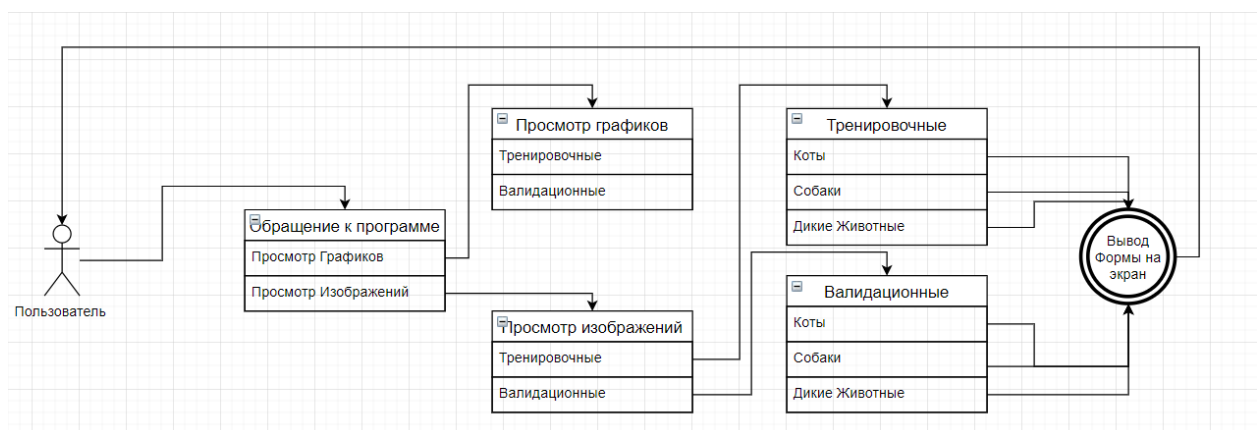 Пользователь
Обращение к программе
Просмотр Графиков
Просмотр Изображений
Просмотр графиков
Тренировочные
Валидационные
Просмотр изображений
Тренировочные
Валидационные
Тренировочные
Коты
Собаки
Дикие Животные
Валидационные
Коты
Собаки
Дикие Животные
Вывод
Формы на
экран